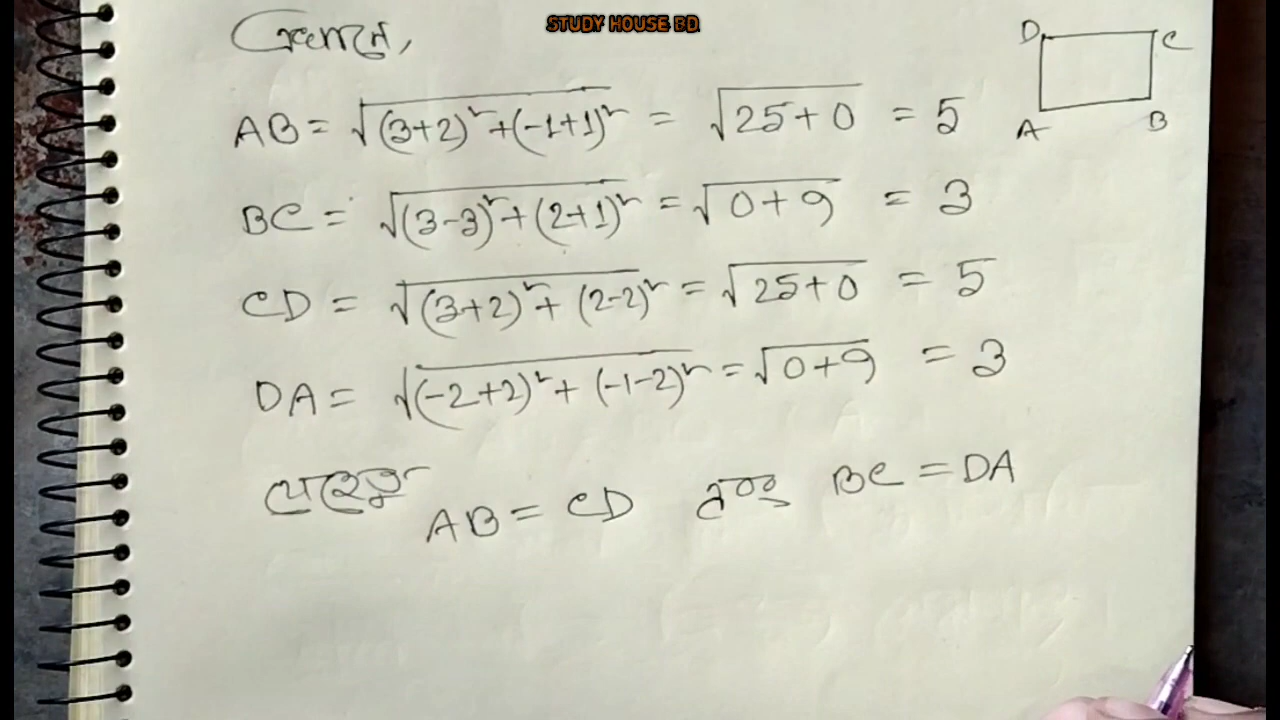 STUDY HOUSE BD
এখানে,
D C
A B
AB = √(3+2)² + (-1+1)² = √25+0 = 5
BC = √(3-3)² + (2+1)² = √0+9 = 3
CD = √(3+2)² + (2-2)² = √25+0 = 5
DA = √(-2+2)² + (-1-2)² = √0+9 = 3
যেহেতু AB = CD এবং BC = DA